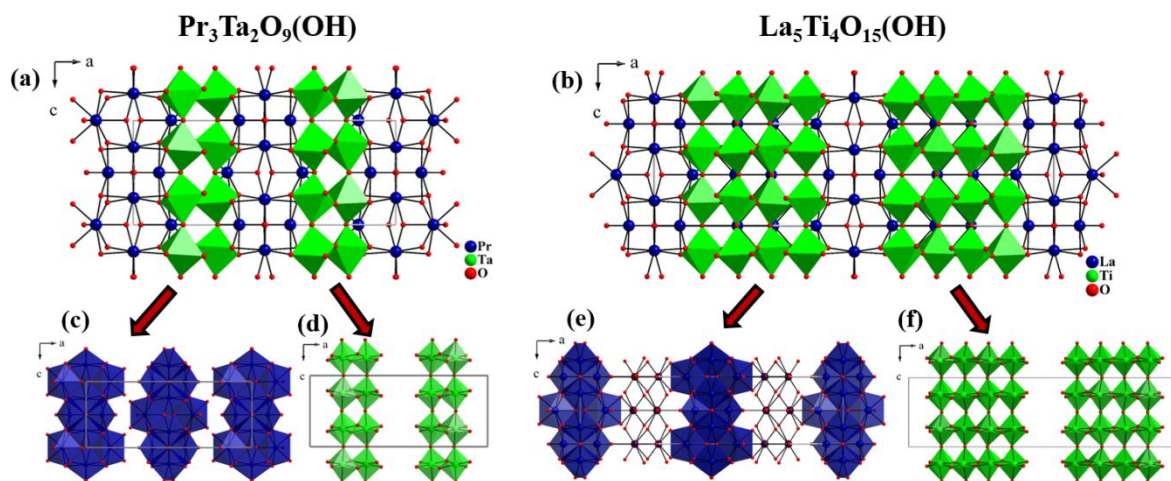 Pr₃Ta₂O₉(OH)
La₅Ti₄O₁₅(OH)
(a)
a
c
Pr
Ta
O
(b)
a
c
La
Ti
O
(c)
a
c
(d)
a
c
(e)
a
c
(f)
a
c